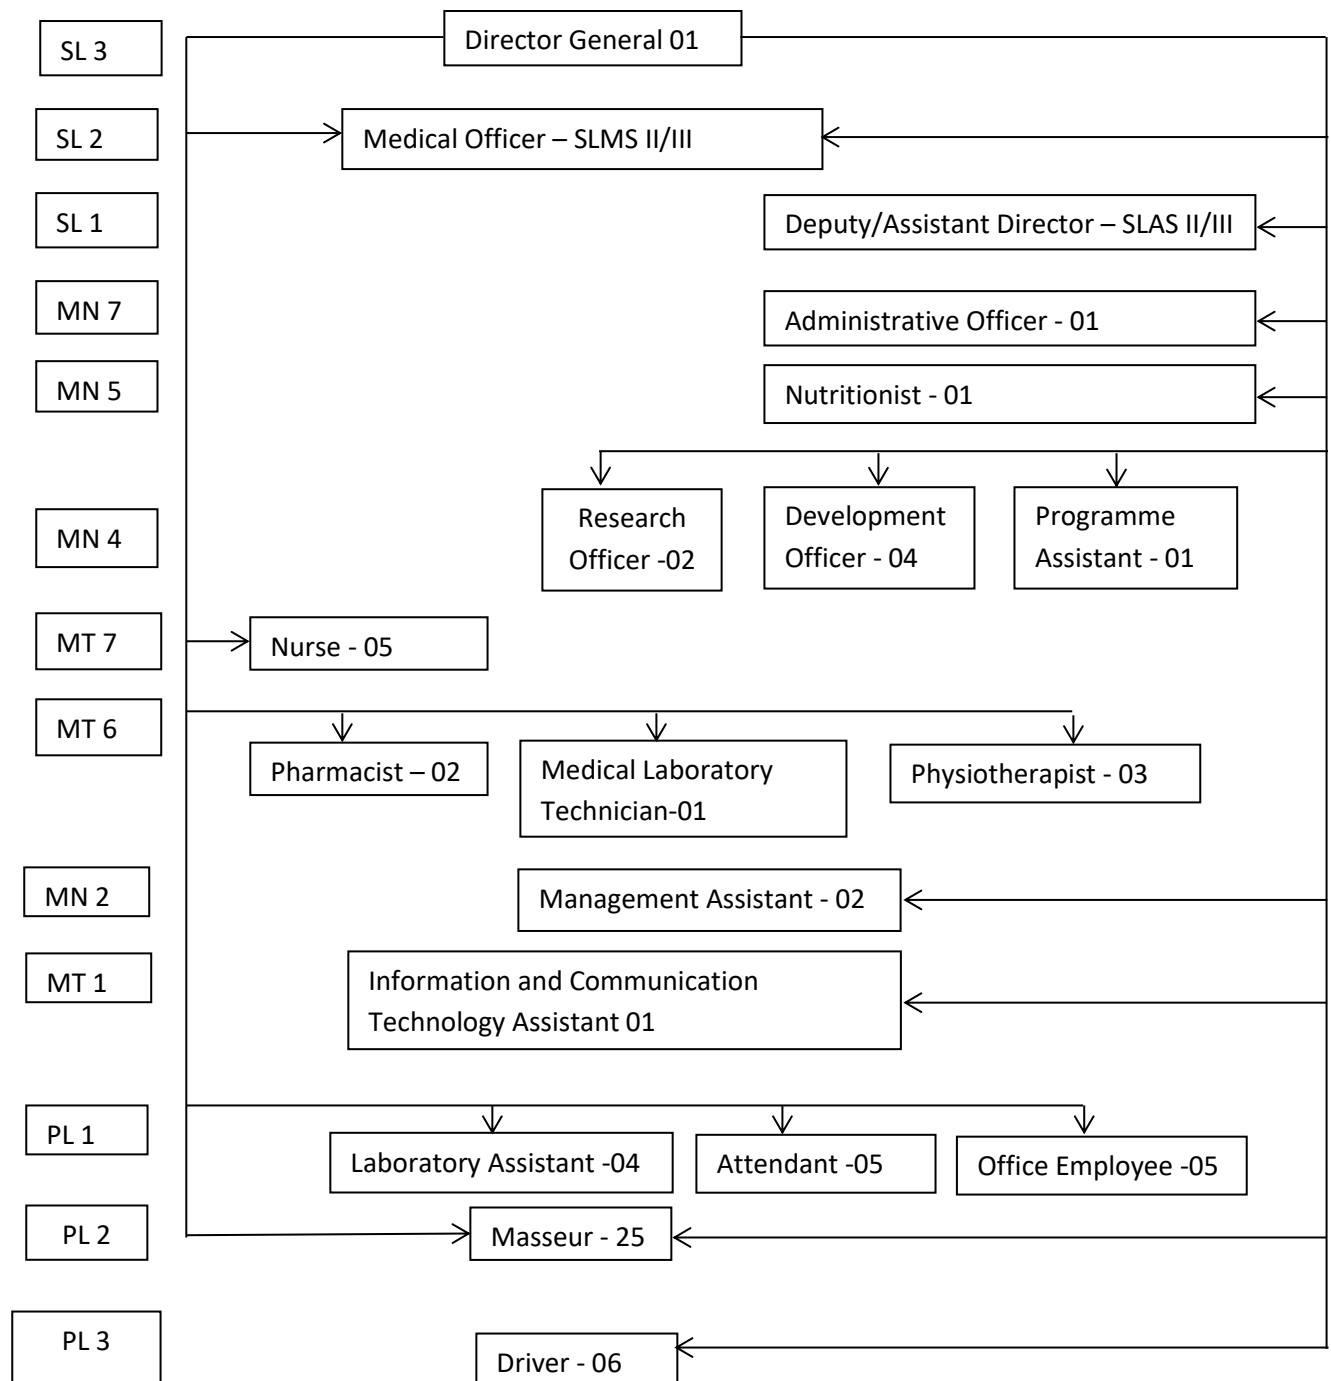 SL 3
Director General 01
SL 2
Medical Officer – SLMS II/III
SL 1
Deputy/Assistant Director – SLAS II/III
MN 7
Administrative Officer - 01
MN 5
Nutritionist - 01
MN 4
Research
Officer -02
Development
Officer - 04
Programme
Assistant - 01
MT 7
Nurse - 05
MT 6
Pharmacist – 02
Medical Laboratory
Technician-01
Physiotherapist - 03
MN 2
Management Assistant - 02
MT 1
Information and Communication
Technology Assistant 01
PL 1
Laboratory Assistant -04
Attendant -05
Office Employee -05
PL 2
Masseur - 25
PL 3
Driver - 06